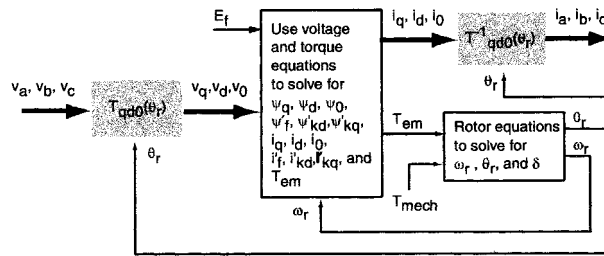 E_f
Use voltage
and torque
equations
to solve for
ψ_q, ψ_d, ψ_0,
ψ'_f, ψ'_kd, ψ'_kq,
i_q, i_d, i_0,
i'_f, i'_kd, r_kq, and
T_em
i_q, i_d, i_0
T^-1_qd0(θ_r)
i_a, i_b, i_c
θ_r
v_a, v_b, v_c
T_qd0(θ_r)
v_q, v_d, v_0
θ_r
T_em
Rotor equations
to solve for
ω_r, θ_r, and δ
θ_r
ω_r
T_mech
ω_r